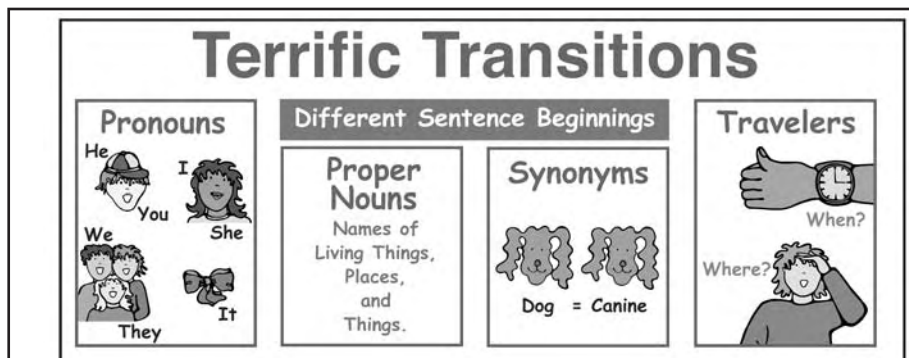 Terrific Transitions
Pronouns
He
I
You
She
We
They
It
Different Sentence Beginnings
Proper
Nouns
Names of
Living Things,
Places,
and
Things.
Synonyms
Dog = Canine
Travelers
When?
Where?